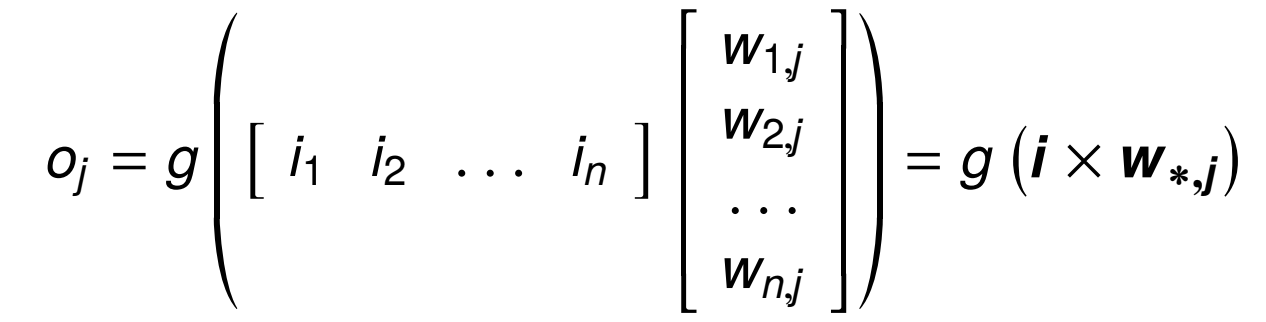 o_j = g ( [ i_1 i_2 … i_n ] [ w_{1,j} w_{2,j} … w_{n,j} ] ) = g (i × w_{*,j})